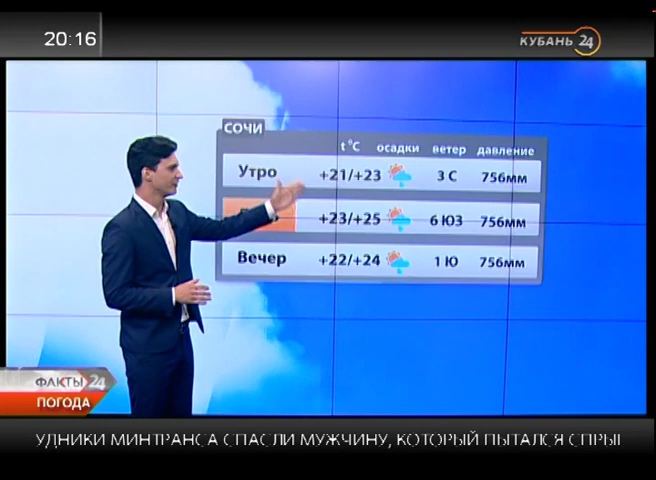 20:16
КУБАНЬ 24
СОЧИ
t °C осадки ветер давление
Утро +21/+23 3 С 756мм
+23/+25 6 ЮЗ 756мм
Вечер +22/+24 1 Ю 756мм
ФАКТЫ 24
ПОГОДА
УДНИКИ МИНТРАНСА СПАСЛИ МУЖЧИНУ, КОТОРЫЙ ПЫТАЛСЯ СПРЫГ